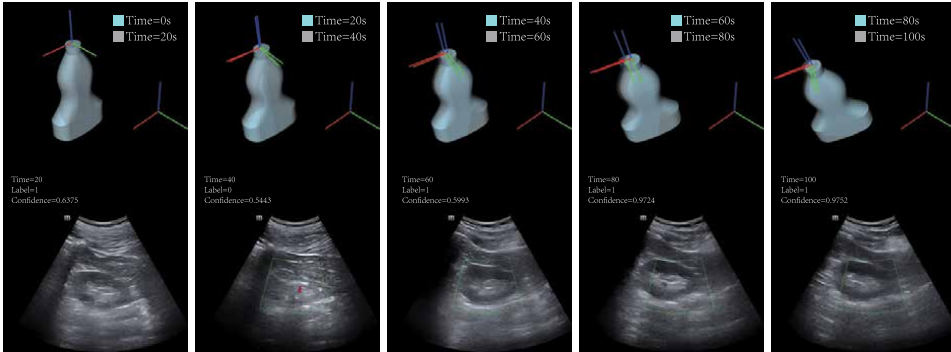 Time=0s
Time=20s
Time=20
Label=1
Confidence=0.6375
Time=20s
Time=40s
Time=40
Label=0
Confidence=0.5443
Time=40s
Time=60s
Time=60
Label=1
Confidence=0.5993
Time=60s
Time=80s
Time=80
Label=1
Confidence=0.9724
Time=80s
Time=100s
Time=100
Label=1
Confidence=0.9752